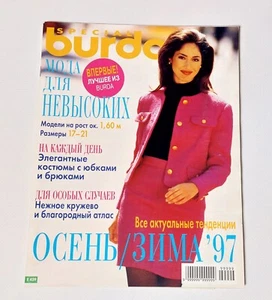 SPECIAL
burda
МОДА
ДЛЯ
НЕВЫСОКИХ
ВПЕРВЫЕ!
ЛУЧШЕЕ ИЗ
BURDA
Модели на рост ок. 1,60 м
Размеры 17-21
НА КАЖДЫЙ ДЕНЬ
Элегантные
костюмы с юбками
и брюками
ДЛЯ ОСОБЫХ СЛУЧАЕВ
Нежное кружево
и благородный атлас
Все актуальные тенденции
ОСЕНЬ/ЗИМА '97